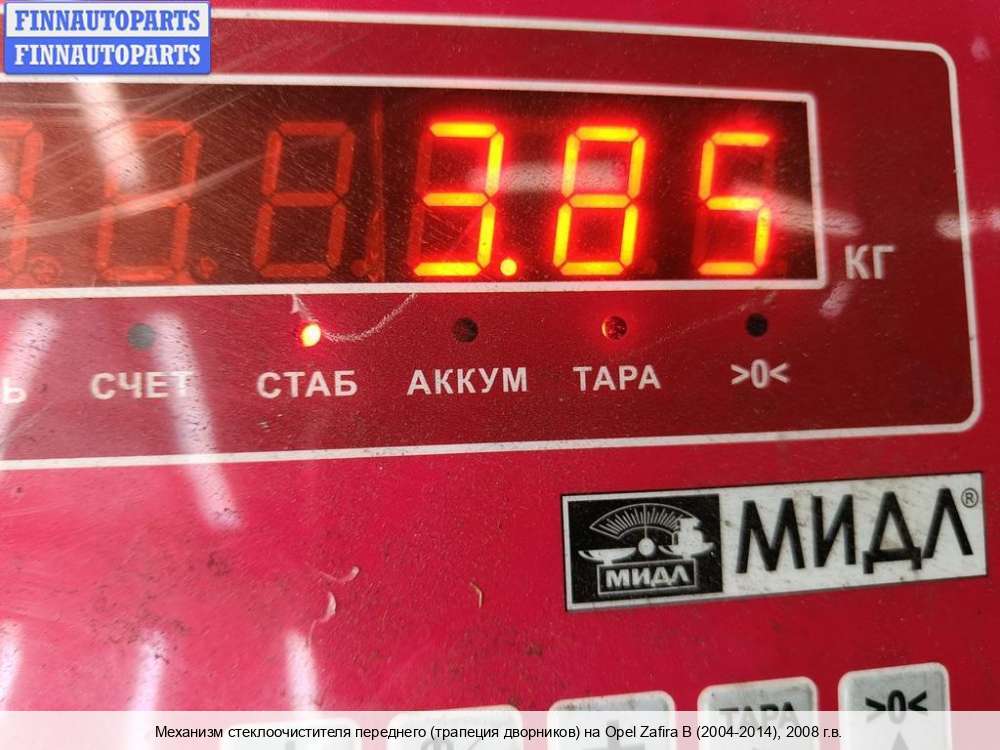 FINNAUTOPARTS
FINNAUTOPARTS
3.85
КГ
Ь СЧЕТ СТАБ АККУМ ТАРА >0<
МИДЛ МИДЛ®
ТАРА >0<
Механизм стеклоочистителя переднего (трапеция дворников) на Opel Zafira B (2004-2014), 2008 г.в.